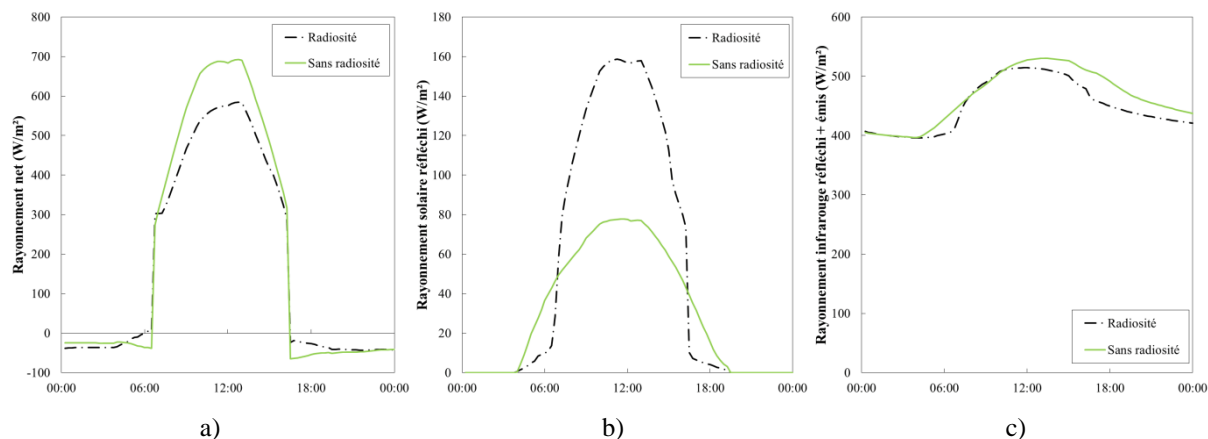 Rayonnement net (W/m²)
800
700
600
500
400
300
200
100
0
-100
00:00 06:00 12:00 18:00 00:00
Radiosité
Sans radiosité
a)
Rayonnement solaire réfléchi (W/m²)
180
160
140
120
100
80
60
40
20
0
00:00 06:00 12:00 18:00 00:00
Radiosité
Sans radiosité
b)
Rayonnement infrarouge réfléchi + émis (W/m²)
600
500
400
300
200
100
0
00:00 06:00 12:00 18:00 00:00
Radiosité
Sans radiosité
c)